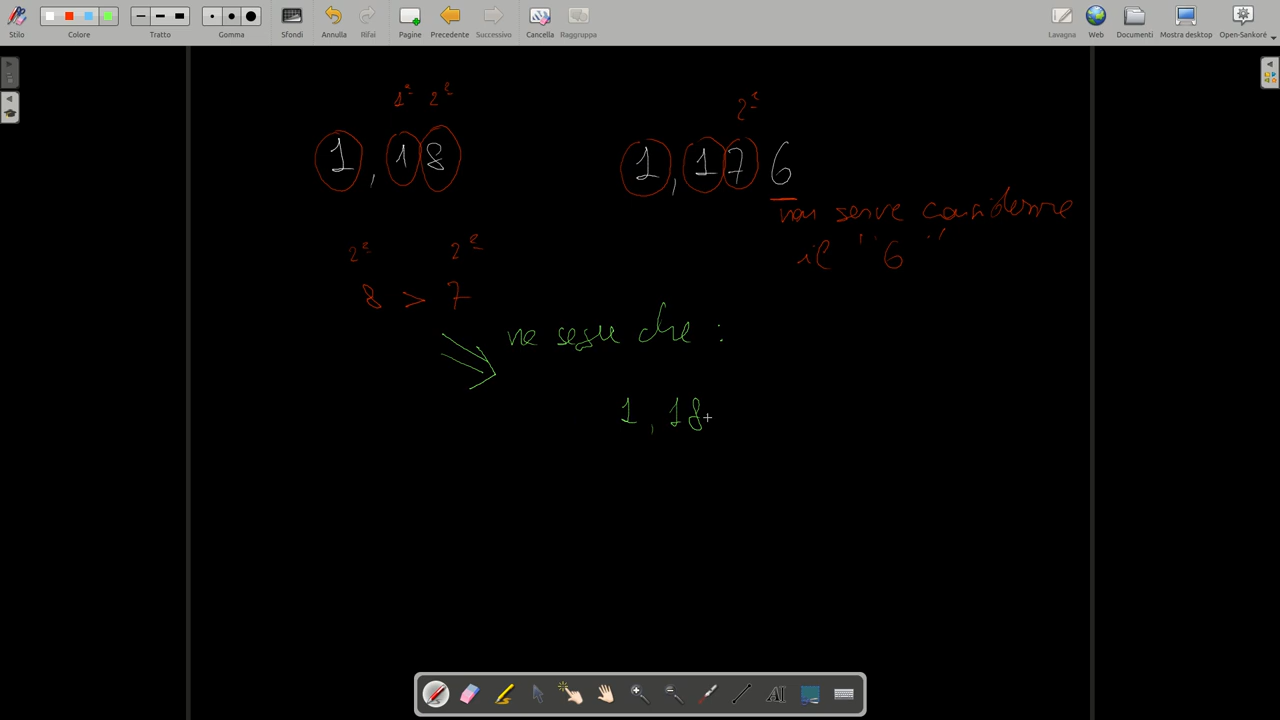 Stilo Colore Tratto Gomma Sfondi Annulla Rifai Pagine Precedente Successivo Cancella Raggruppa Lavagna Web Documenti Mostra desktop Open-Sankoré
1ª 2ª 2ª
1,18 1,176
non serve considerare
il "6"
2ª 2ª
8 > 7
ne segue che :
1,18
AI